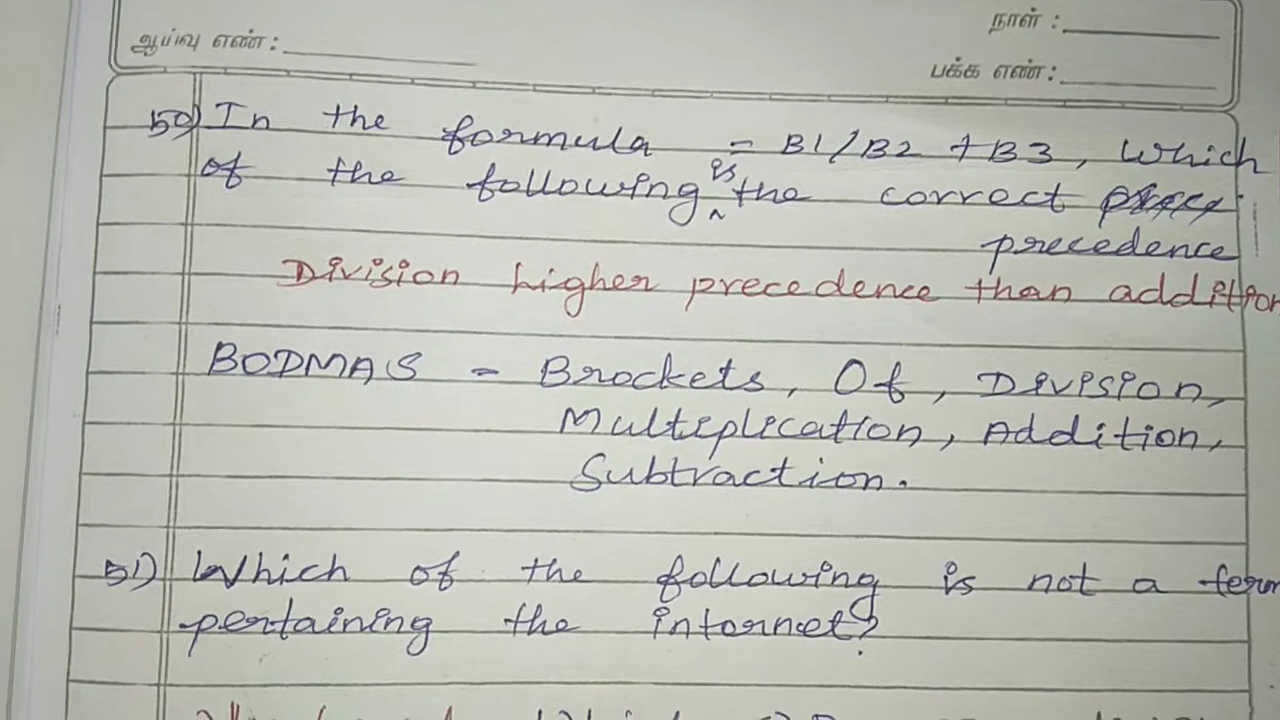 நாள் :
ஆய்வு எண் :
பக்க எண் :
50) In the formula = B1/B2 + B3, which
of the following is the correct
precedence
Division higher precedence than addition
BODMAS - Brockets, Of, Division,
Multiplication, Addition,
Subtraction.
51) Which of the following is not a term
pertaining the internet?